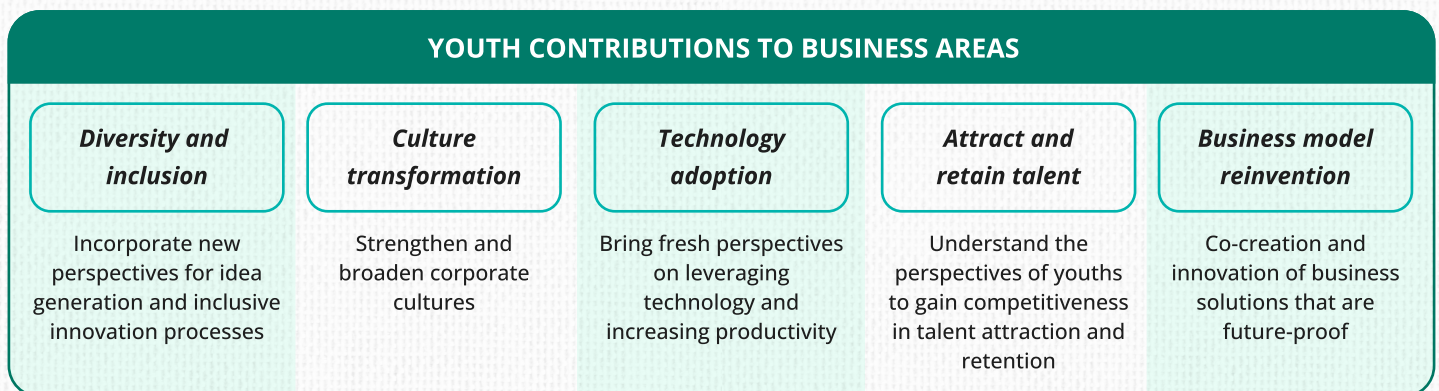 YOUTH CONTRIBUTIONS TO BUSINESS AREAS
Diversity and
inclusion
Incorporate new
perspectives for idea
generation and inclusive
innovation processes
Culture
transformation
Strengthen and
broaden corporate
cultures
Technology
adoption
Bring fresh perspectives
on leveraging
technology and
increasing productivity
Attract and
retain talent
Understand the
perspectives of youths
to gain competitiveness
in talent attraction and
retention
Business model
reinvention
Co-creation and
innovation of business
solutions that are
future-proof